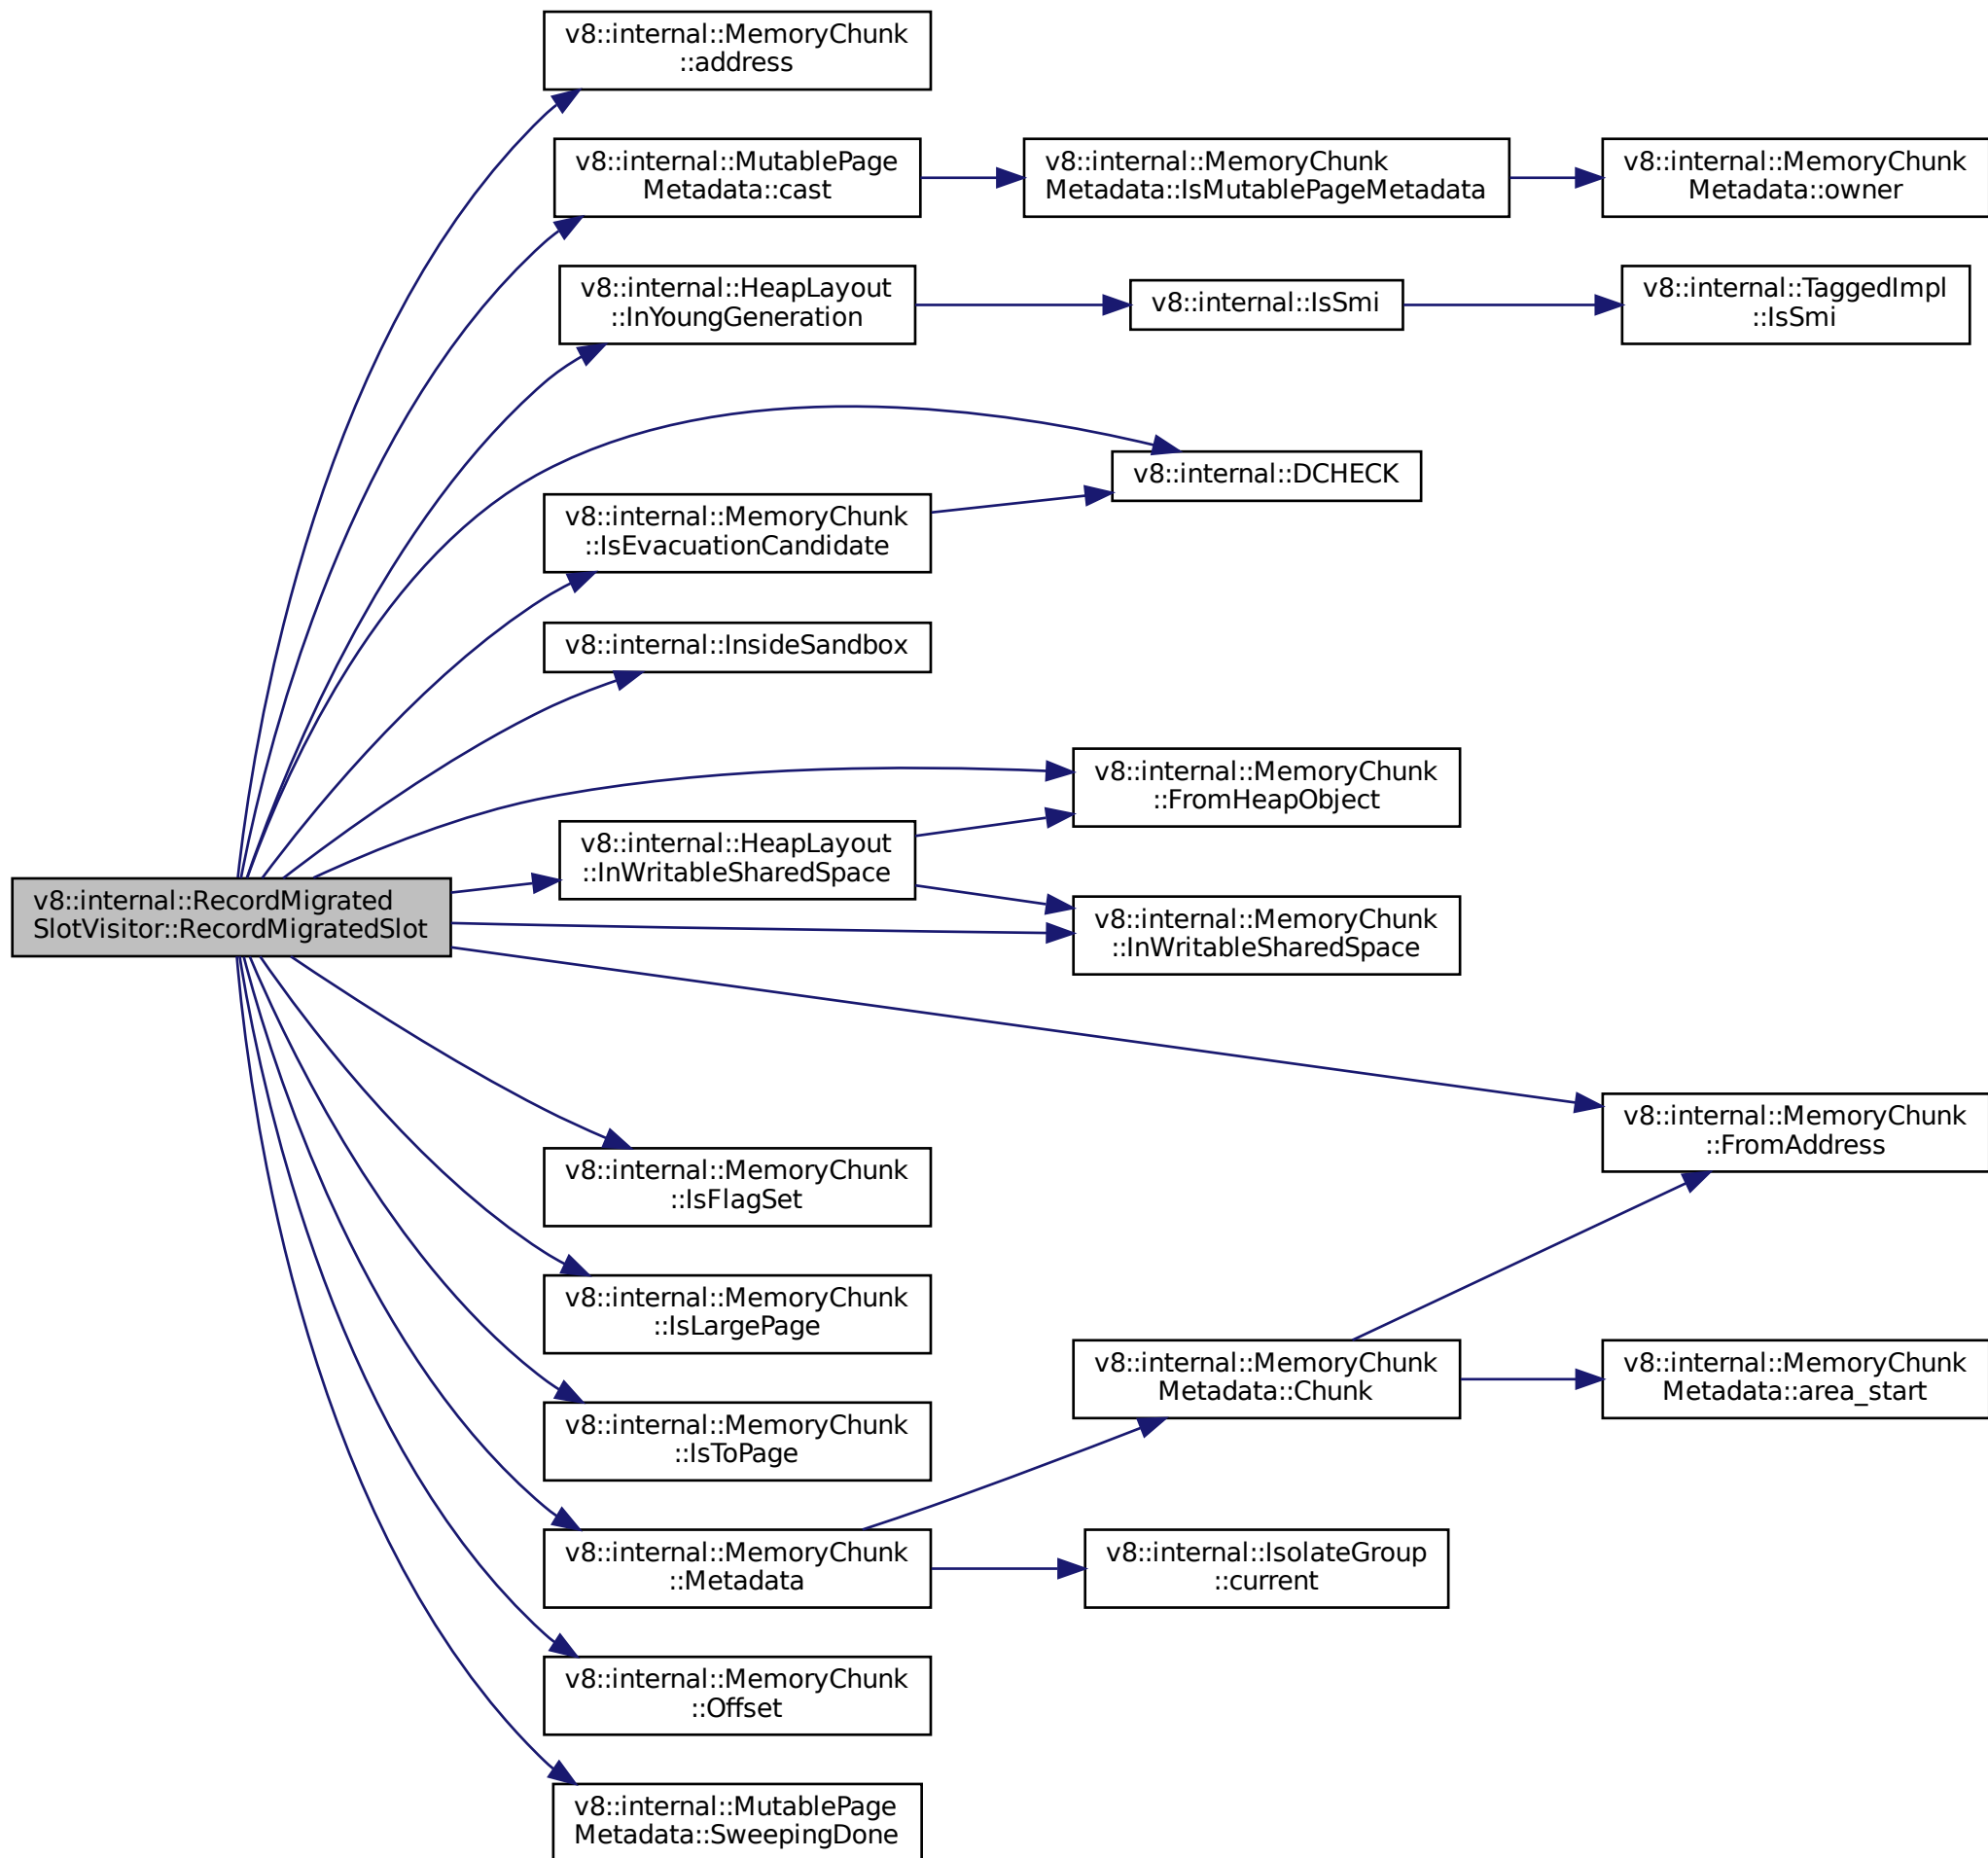 v8::internal::MemoryChunk
::address
v8::internal::MutablePage
Metadata::cast
v8::internal::MemoryChunk
Metadata::IsMutablePageMetadata
v8::internal::MemoryChunk
Metadata::owner
v8::internal::HeapLayout
::InYoungGeneration
v8::internal::IsSmi
v8::internal::TaggedImpl
::IsSmi
v8::internal::DCHECK
v8::internal::MemoryChunk
::IsEvacuationCandidate
v8::internal::InsideSandbox
v8::internal::MemoryChunk
::FromHeapObject
v8::internal::HeapLayout
::InWritableSharedSpace
v8::internal::RecordMigrated
SlotVisitor::RecordMigratedSlot
v8::internal::MemoryChunk
::InWritableSharedSpace
v8::internal::MemoryChunk
::FromAddress
v8::internal::MemoryChunk
::IsFlagSet
v8::internal::MemoryChunk
::IsLargePage
v8::internal::MemoryChunk
Metadata::Chunk
v8::internal::MemoryChunk
Metadata::area_start
v8::internal::MemoryChunk
::IsToPage
v8::internal::MemoryChunk
::Metadata
v8::internal::IsolateGroup
::current
v8::internal::MemoryChunk
::Offset
v8::internal::MutablePage
Metadata::SweepingDone